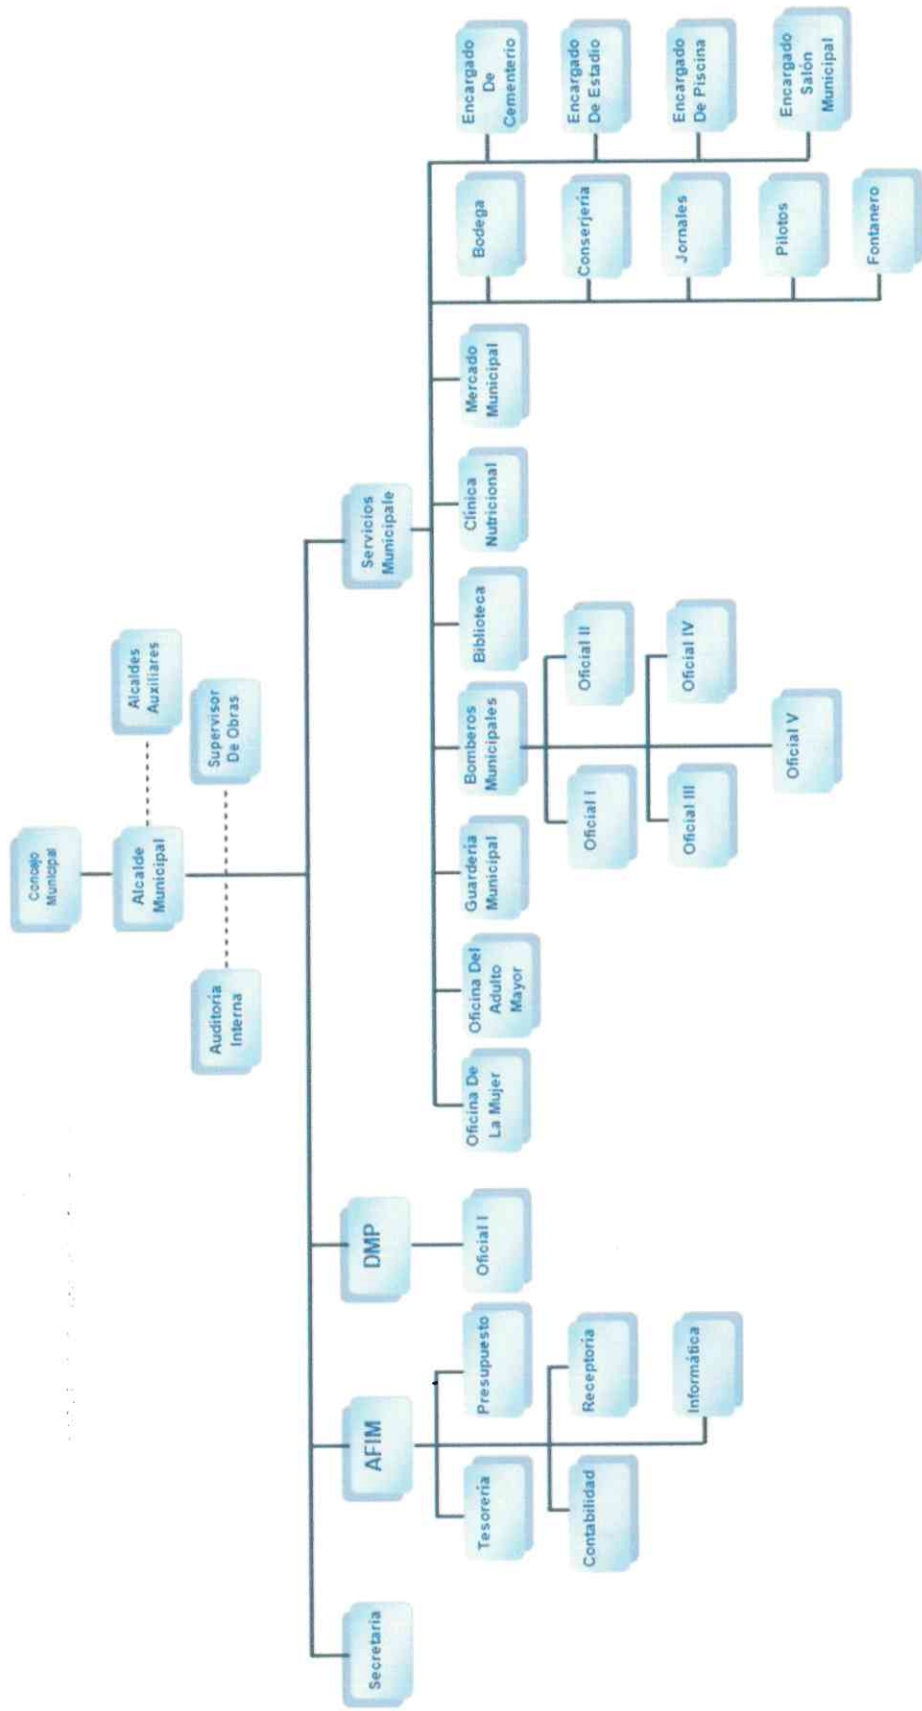 Concejo
Municipal
Alcalde
Municipal
Alcaldes
Auxiliares
Auditoría
Interna
Supervisor
De Obras
Secretaria
AFIM
DMP
Servicios
Municipale
Tesorería
Presupuesto
Contabilidad
Receptoría
Informática
Oficial I
Oficina De
La Mujer
Oficina Del
Adulto
Mayor
Guardería
Municipal
Bomberos
Municipales
Biblioteca
Clínica
Nutricional
Mercado
Municipal
Oficial I
Oficial II
Oficial III
Oficial IV
Oficial V
Bodega
Conserjería
Jornales
Pilotos
Fontanero
Encargado
De
Cementerio
Encargado
De Estadio
Encargado
De Piscina
Encargado
Salón
Municipal